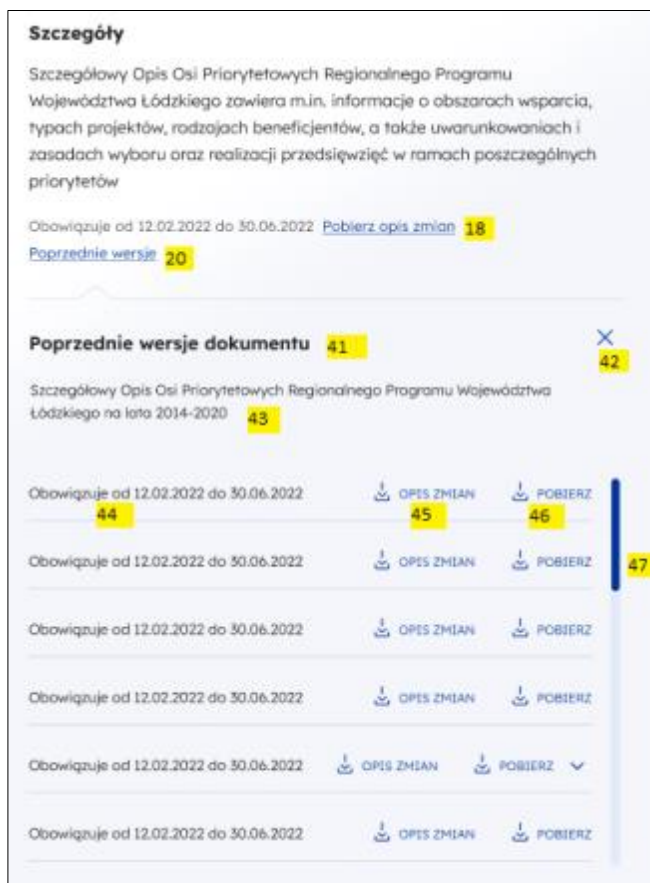 Szczegóły
Szczegółowy Opis Osi Priorytetowych Regionalnego Programu
Województwa Łódzkiego zawiera m.in. informacje o obszarach wsparcia,
typach projektów, rodzajach beneficjentów, a także uwarunkowaniach i
zasadach wyboru oraz realizacji przedsięwzięć w ramach poszczególnych
priorytetów
Obowiązuje od 12.02.2022 do 30.06.2022 Pobierz opis zmian 18
Poprzednie wersje 20
Poprzednie wersje dokumentu 41
42
Szczegółowy Opis Osi Priorytetowych Regionalnego Programu Województwa
Łódzkiego na lata 2014-2020 43
Obowiązuje od 12.02.2022 do 30.06.2022 OPIS ZMIAN POBIERZ
44 45 46
Obowiązuje od 12.02.2022 do 30.06.2022 OPIS ZMIAN POBIERZ 47
Obowiązuje od 12.02.2022 do 30.06.2022 OPIS ZMIAN POBIERZ
Obowiązuje od 12.02.2022 do 30.06.2022 OPIS ZMIAN POBIERZ
Obowiązuje od 12.02.2022 do 30.06.2022 OPIS ZMIAN POBIERZ
Obowiązuje od 12.02.2022 do 30.06.2022 OPIS ZMIAN POBIERZ